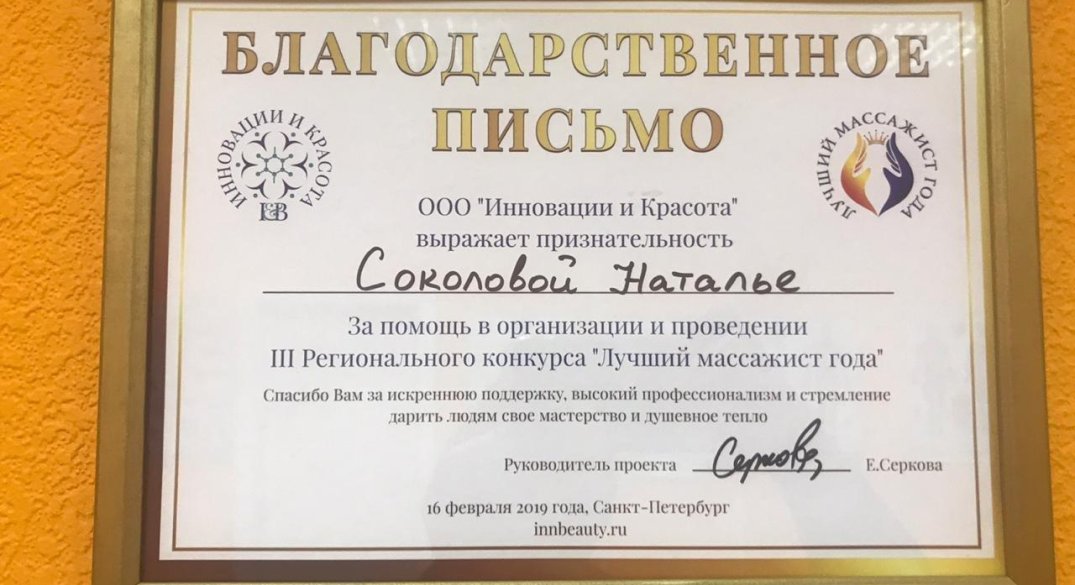 БЛАГОДАРСТВЕННОЕ
ПИСЬМО
ИННОВАЦИИ И КРАСОТА
ЛУЧШИЙ МАССАЖИСТ ГОДА
ООО "Инновации и Красота"
выражает признательность
Соколовой Наталье
За помощь в организации и проведении
III Регионального конкурса "Лучший массажист года"
Спасибо Вам за искреннюю поддержку, высокий профессионализм и стремление
дарить людям свое мастерство и душевное тепло
Руководитель проекта Серкова Е.Серкова
16 февраля 2019 года, Санкт-Петербург
innbeauty.ru